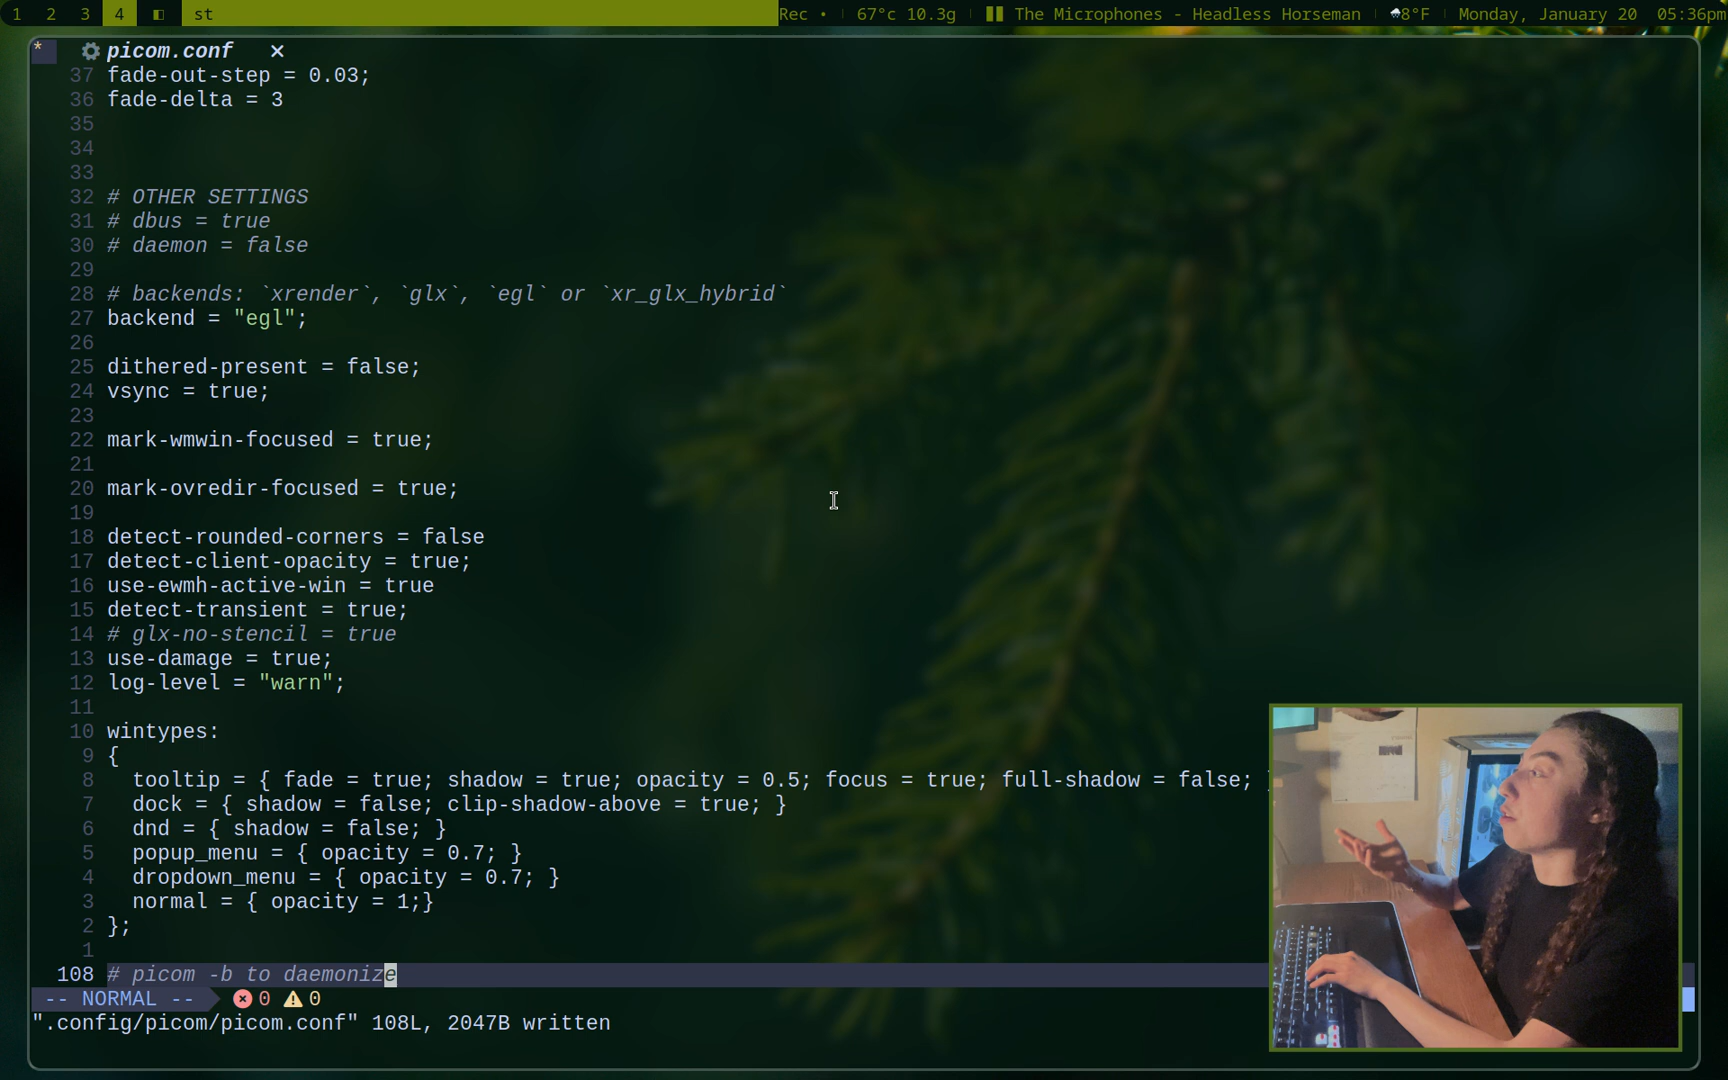 1 2 3 4 st Rec • 67°c 10.3g The Microphones - Headless Horseman 8°F Monday, January 20 05:36pm
* picom.conf ✕
37 fade-out-step = 0.03;
36 fade-delta = 3
35
34
33
32 # OTHER SETTINGS
31 # dbus = true
30 # daemon = false
29
28 # backends: `xrender`, `glx`, `egl` or `xr_glx_hybrid`
27 backend = "egl";
26
25 dithered-present = false;
24 vsync = true;
23
22 mark-wmwin-focused = true;
21
20 mark-ovredir-focused = true;
19
18 detect-rounded-corners = false
17 detect-client-opacity = true;
16 use-ewmh-active-win = true
15 detect-transient = true;
14 # glx-no-stencil = true
13 use-damage = true;
12 log-level = "warn";
11
10 wintypes:
9 {
8 tooltip = { fade = true; shadow = true; opacity = 0.5; focus = true; full-shadow = false; }
7 dock = { shadow = false; clip-shadow-above = true; }
6 dnd = { shadow = false; }
5 popup_menu = { opacity = 0.7; }
4 dropdown_menu = { opacity = 0.7; }
3 normal = { opacity = 1;}
2 };
1
108 # picom -b to daemonize
-- NORMAL -- 0 0
".config/picom/picom.conf" 108L, 2047B written